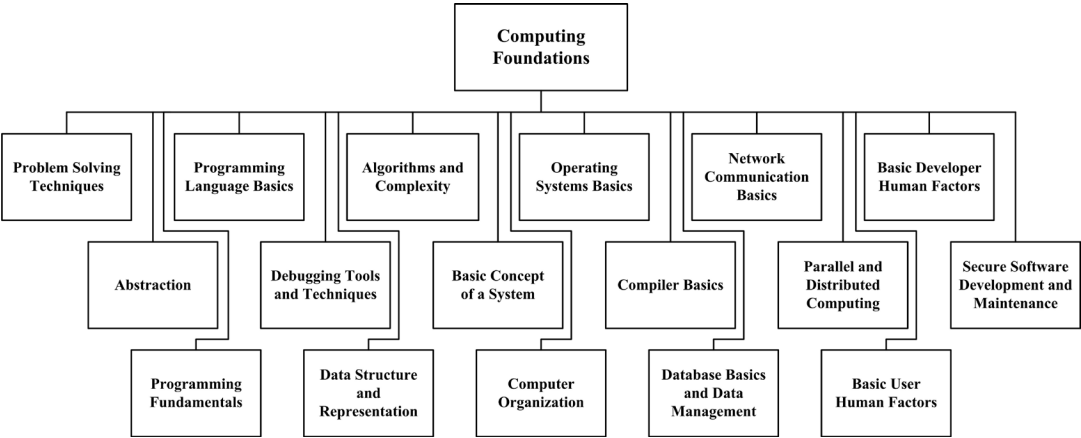 Computing
Foundations
Problem Solving
Techniques
Programming
Language Basics
Algorithms and
Complexity
Operating
Systems Basics
Network
Communication
Basics
Basic Developer
Human Factors
Abstraction
Debugging Tools
and Techniques
Basic Concept
of a System
Compiler Basics
Parallel and
Distributed
Computing
Secure Software
Development and
Maintenance
Programming
Fundamentals
Data Structure
and
Representation
Computer
Organization
Database Basics
and Data
Management
Basic User
Human Factors